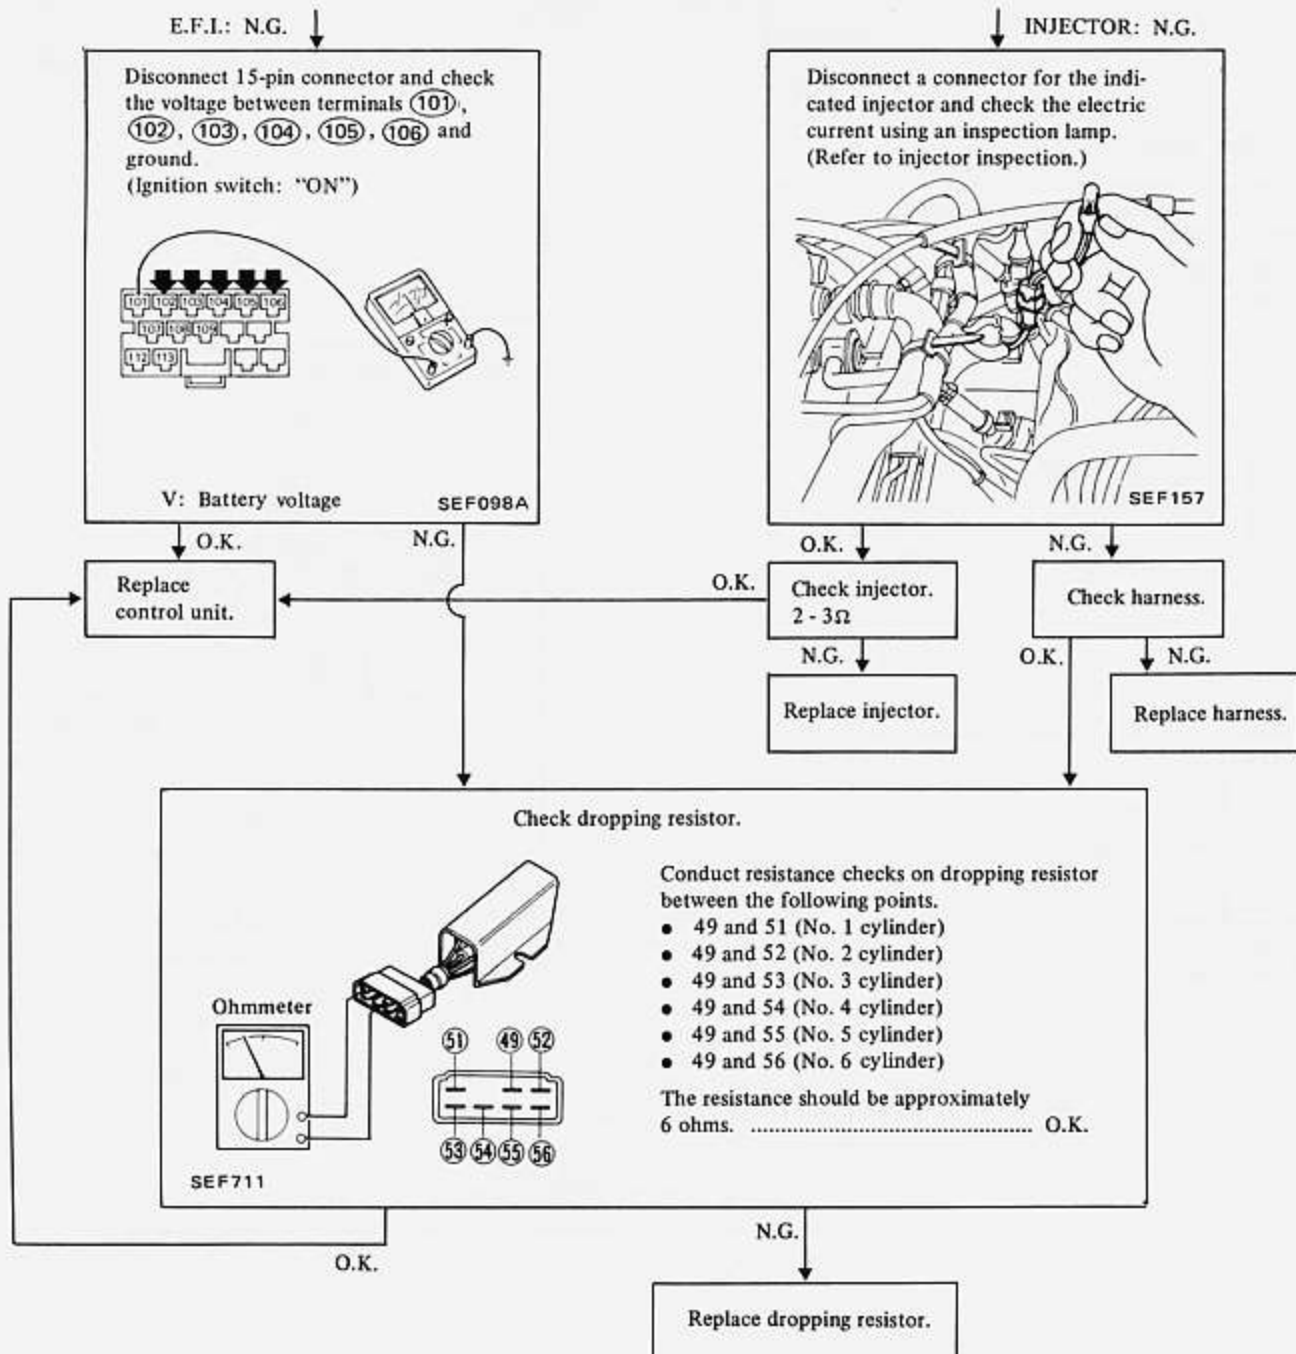 E.F.I.: N.G.
Disconnect 15-pin connector and check
the voltage between terminals (101),
(102), (103), (104), (105), (106) and
ground.
(Ignition switch: “ON”)
101 102 103 104 105 106
107 108 109
112 113
V: Battery voltage
SEF098A
INJECTOR: N.G.
Disconnect a connector for the indi-
cated injector and check the electric
current using an inspection lamp.
(Refer to injector inspection.)
SEF157
O.K.
N.G.
O.K.
N.G.
Replace
control unit.
O.K.
Check injector.
2 - 3Ω
Check harness.
N.G.
O.K.
N.G.
Replace injector.
Replace harness.
Check dropping resistor.
Ohmmeter
51 49 52
53 54 55 56
SEF711
Conduct resistance checks on dropping resistor
between the following points.
● 49 and 51 (No. 1 cylinder)
● 49 and 52 (No. 2 cylinder)
● 49 and 53 (No. 3 cylinder)
● 49 and 54 (No. 4 cylinder)
● 49 and 55 (No. 5 cylinder)
● 49 and 56 (No. 6 cylinder)
The resistance should be approximately
6 ohms. ........................................ O.K.
O.K.
N.G.
Replace dropping resistor.